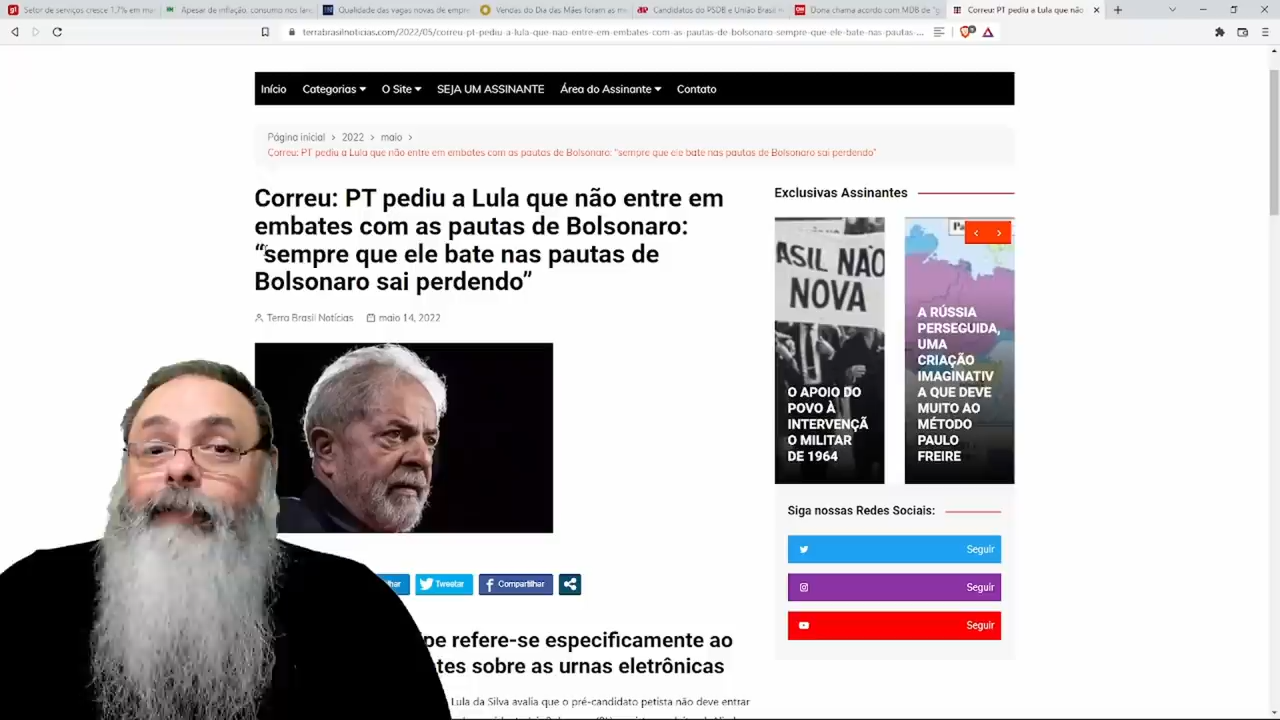 Setor de serviços cresce 1,7% em mar
Apesar de inflação, consumo nos lar
Qualidade das vagas novas de empre
Vendas do Dia das Mães foram as me
Candidatos do PSDB e União Brasil
Dona chama acordo com MDB de "g
Correu: PT pediu a Lula que não
terrabrasilnoticias.com/2022/05/correu-pt-pediu-a-lula-que-nao-entre-em-embates-com-as-pautas-de-bolsonaro-sempre-que-ele-bate-nas-pautas-...
Início
Categorias
O Site
SEJA UM ASSINANTE
Área do Assinante
Contato
Página inicial > 2022 > maio >
Correu: PT pediu a Lula que não entre em embates com as pautas de Bolsonaro: “sempre que ele bate nas pautas de Bolsonaro sai perdendo”
Correu: PT pediu a Lula que não entre em
embates com as pautas de Bolsonaro:
“sempre que ele bate nas pautas de
Bolsonaro sai perdendo”
Terra Brasil Notícias
maio 14, 2022
Tweetar
Compartilhar
pe refere-se especificamente ao
tes sobre as urnas eletrônicas
Lula da Silva avalia que o pré-candidato petista não deve entrar
Exclusivas Assinantes
ASIL NÃO
NOVA
O APOIO DO
POVO À
INTERVENÇÃ
O MILITAR
DE 1964
A RÚSSIA
PERSEGUIDA,
UMA
CRIAÇÃO
IMAGINATIV
A QUE DEVE
MUITO AO
MÉTODO
PAULO
FREIRE
Siga nossas Redes Sociais:
Seguir
Seguir
Seguir